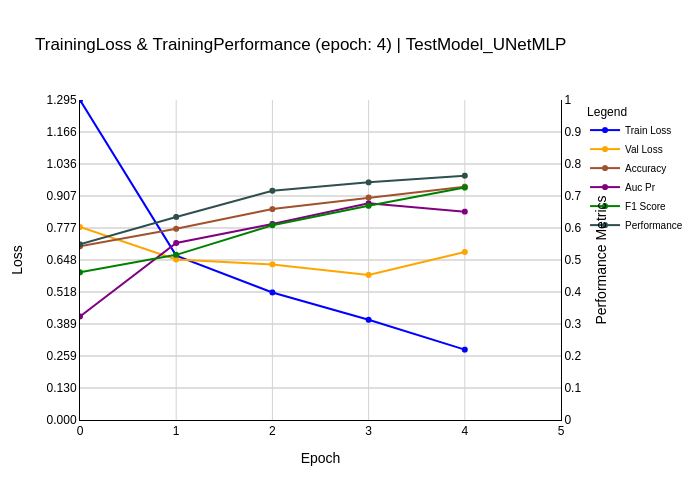 TrainingLoss & TrainingPerformance (epoch: 4) | TestModel_UNetMLP
Loss
1.295
1.166
1.036
0.907
0.777
0.648
0.518
0.389
0.259
0.130
0.000
0 1 2 3 4 5
Epoch
1
0.9
0.8
0.7
0.6
0.5
0.4
0.3
0.2
0.1
0
Performance Metrics
Legend
Train Loss
Val Loss
Accuracy
Auc Pr
F1 Score
Performance